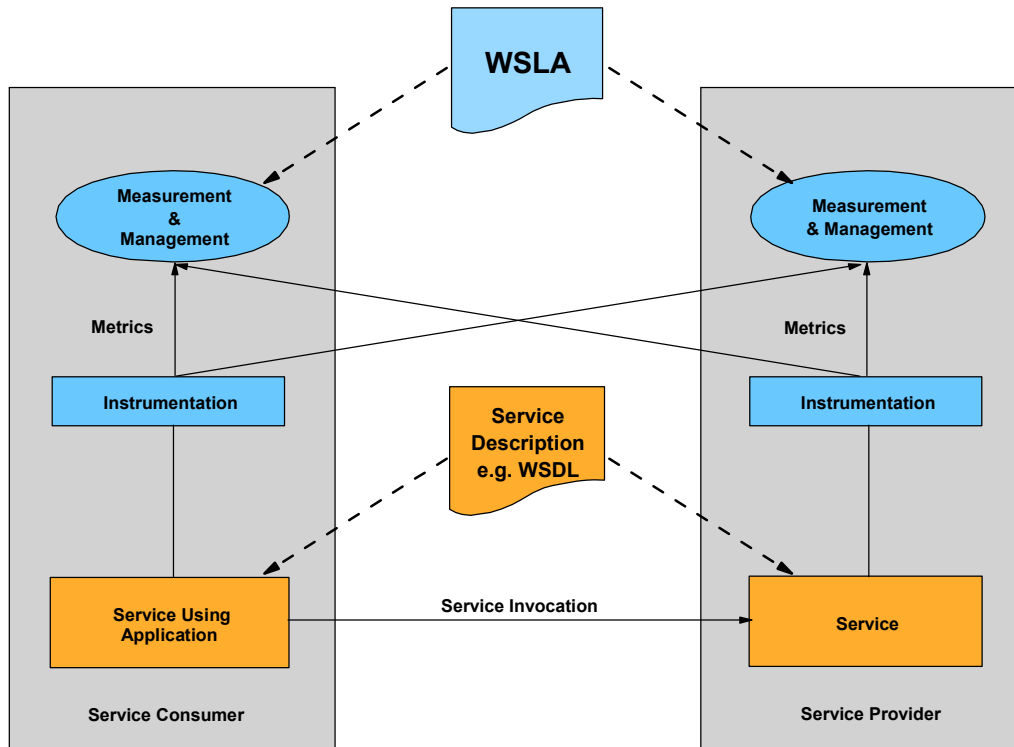 WSLA
Measurement
&
Management
Measurement
& Management
Metrics
Metrics
Instrumentation
Instrumentation
Service
Description
e.g. WSDL
Service Using
Application
Service Invocation
Service
Service Consumer
Service Provider